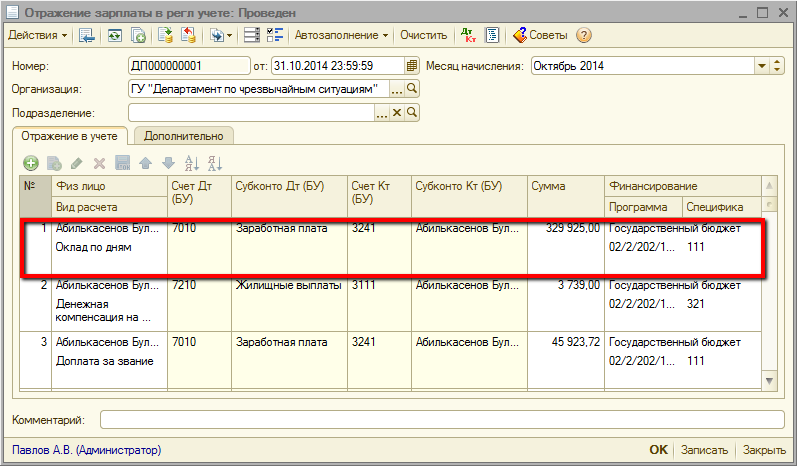 Отражение зарплаты в регл учете: Проведен
Действия Автозаполнение Очистить Дт Кт Советы
Номер: ДП000000001 от: 31.10.2014 23:59:59 Месяц начисления: Октябрь 2014
Организация: ГУ "Департамент по чрезвычайным ситуациям" ...
Подразделение: ...
Отражение в учете Дополнительно
№ Физ лицо Счет Дт (БУ) Субконто Дт (БУ) Счет Кт (БУ) Субконто Кт (БУ) Сумма Финансирование
Вид расчета Программа Специфика
1 Абилькасенов Бул... 7010 Заработная плата 3241 Абилькасенов Бул... 329 925,00 Государственный бюджет
Оклад по дням 02/2/202/1... 111
2 Абилькасенов Бул... 7210 Жилищные выплаты 3111 Абилькасенов Бул... 3 739,00 Государственный бюджет
Денежная 02/2/202/1... 321
компенсация на ...
3 Абилькасенов Бул... 7010 Заработная плата 3241 Абилькасенов Бул... 45 923,72 Государственный бюджет
Доплата за звание 02/2/202/1... 111
Комментарий:
Павлов А.В. (Администратор) OK Записать Закрыть